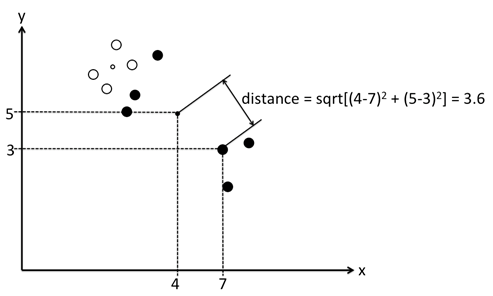 y
distance = sqrt[(4-7)² + (5-3)²] = 3.6
5
3
x
4 7